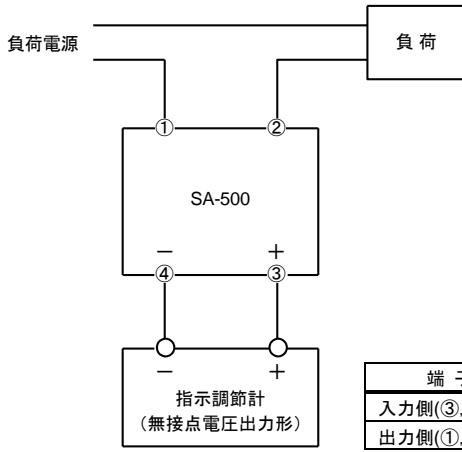 負荷電源
負 荷
① ②
SA-500
－ ＋
④ ③
－ ＋
指示調節計
（無接点電圧出力形）
端
入力側(③,
出力側(①,